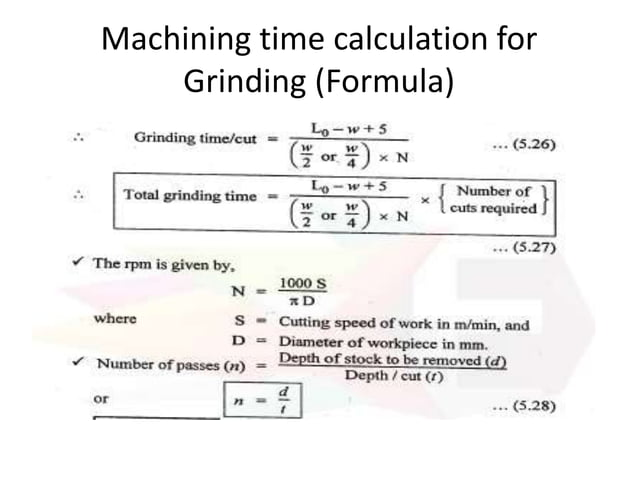 Machining time calculation for
Grinding (Formula)
∴ Grinding time/cut = L₀ – w + 5 / (w/2 or w/4) × N ... (5.26)
∴ Total grinding time = L₀ – w + 5 / (w/2 or w/4) × N × { Number of cuts required } ... (5.27)
✓ The rpm is given by,
N = 1000 S / π D
where S = Cutting speed of work in m/min, and
D = Diameter of workpiece in mm.
✓ Number of passes (n) = Depth of stock to be removed (d) / Depth / cut (t)
or n = d / t ... (5.28)